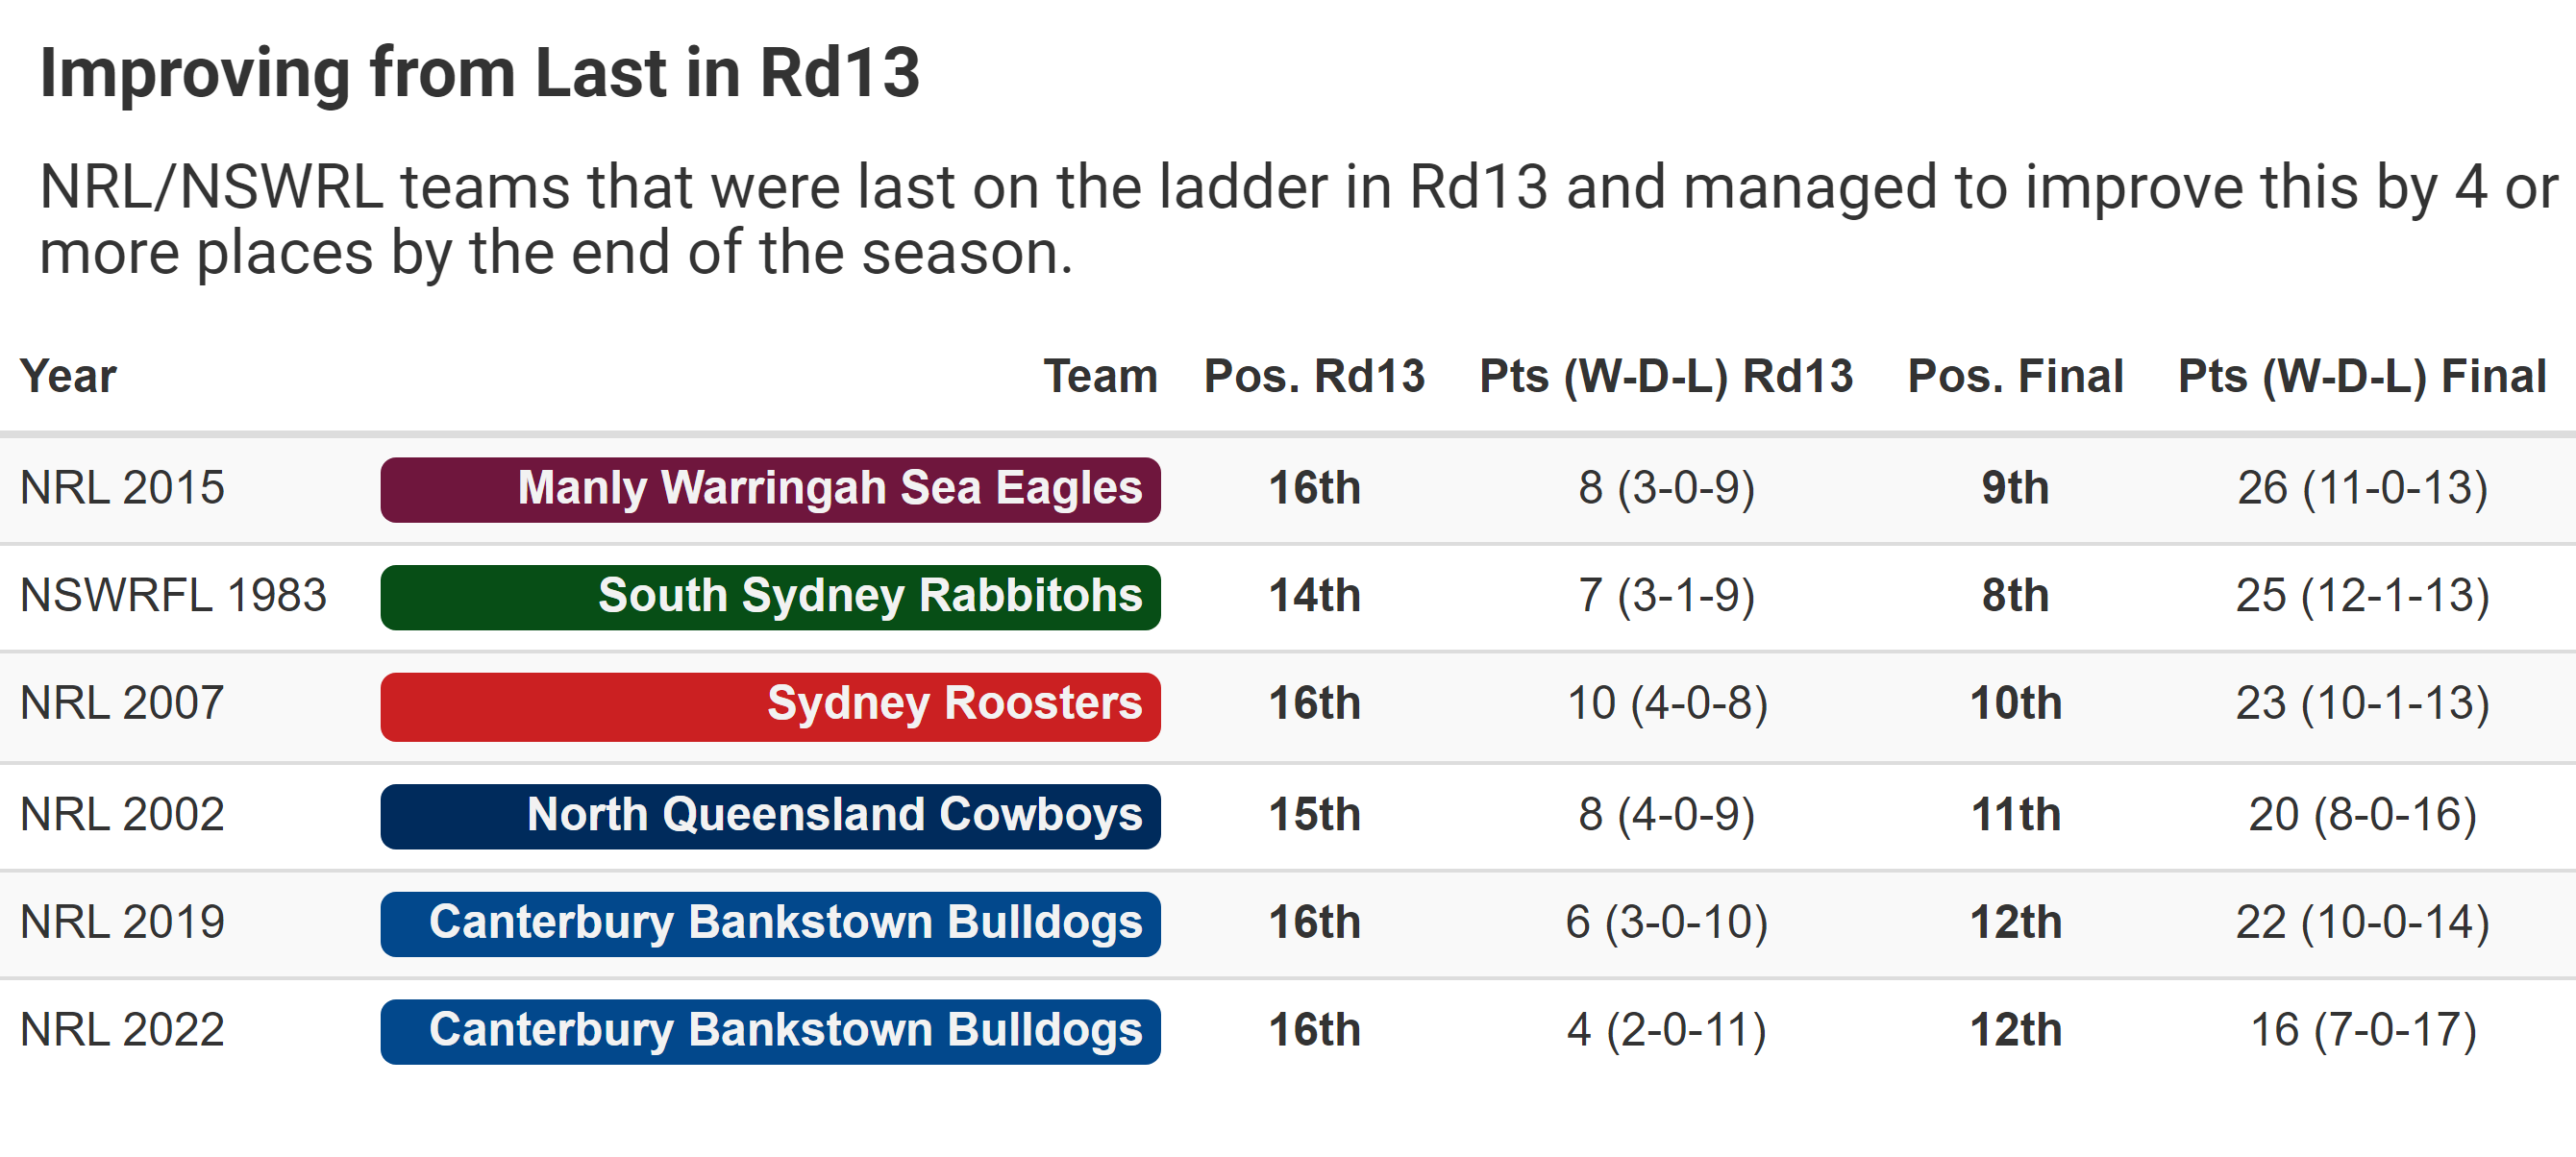 Improving from Last in Rd13
NRL/NSWRL teams that were last on the ladder in Rd13 and managed to improve this by 4 or
more places by the end of the season.
Year Team Pos. Rd13 Pts (W-D-L) Rd13 Pos. Final Pts (W-D-L) Final
NRL 2015 Manly Warringah Sea Eagles 16th 8 (3-0-9) 9th 26 (11-0-13)
NSWRFL 1983 South Sydney Rabbitohs 14th 7 (3-1-9) 8th 25 (12-1-13)
NRL 2007 Sydney Roosters 16th 10 (4-0-8) 10th 23 (10-1-13)
NRL 2002 North Queensland Cowboys 15th 8 (4-0-9) 11th 20 (8-0-16)
NRL 2019 Canterbury Bankstown Bulldogs 16th 6 (3-0-10) 12th 22 (10-0-14)
NRL 2022 Canterbury Bankstown Bulldogs 16th 4 (2-0-11) 12th 16 (7-0-17)